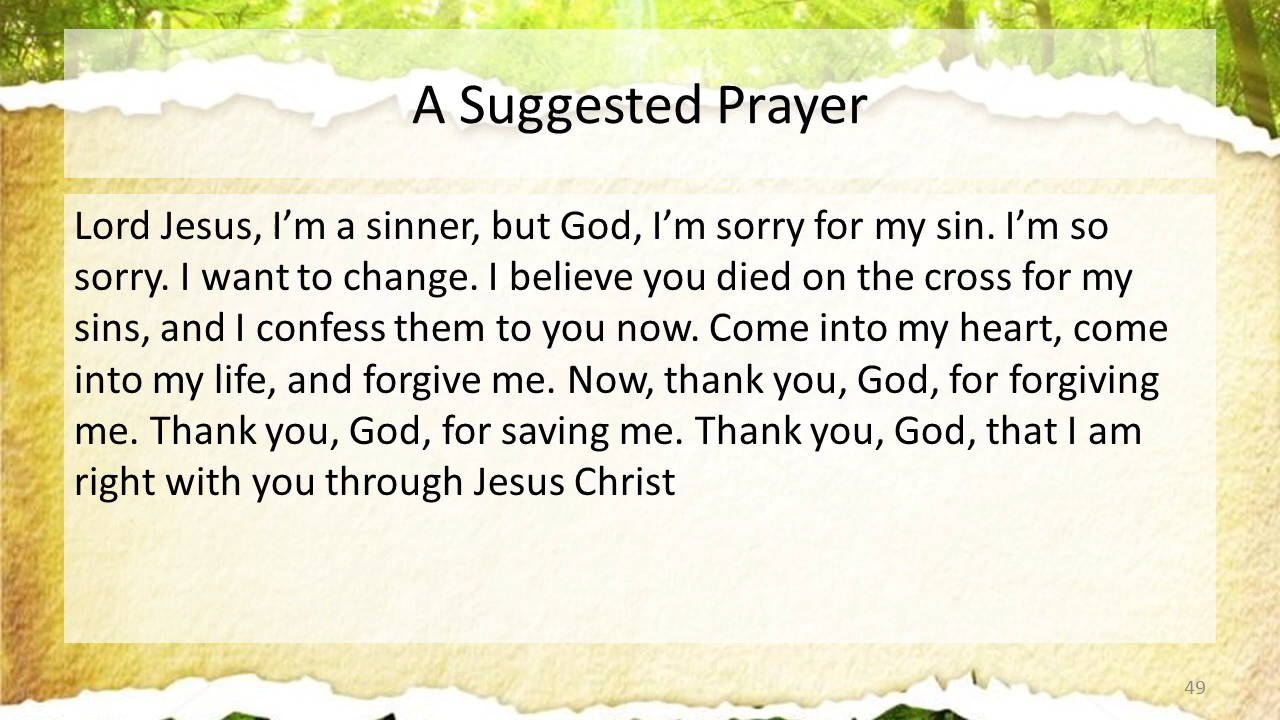 A Suggested Prayer
Lord Jesus, I’m a sinner, but God, I’m sorry for my sin. I’m so
sorry. I want to change. I believe you died on the cross for my
sins, and I confess them to you now. Come into my heart, come
into my life, and forgive me. Now, thank you, God, for forgiving
me. Thank you, God, for saving me. Thank you, God, that I am
right with you through Jesus Christ
49